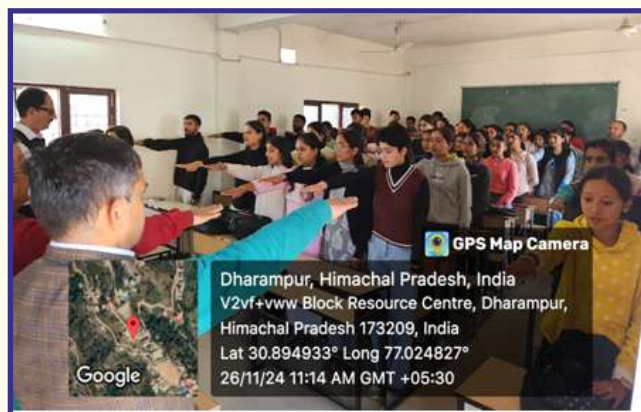 GPS Map Camera
Dharampur, Himachal Pradesh, India
V2vf+vww Block Resource Centre, Dharampur,
Himachal Pradesh 173209, India
Lat 30.894933° Long 77.024827°
26/11/24 11:14 AM GMT +05:30
Google